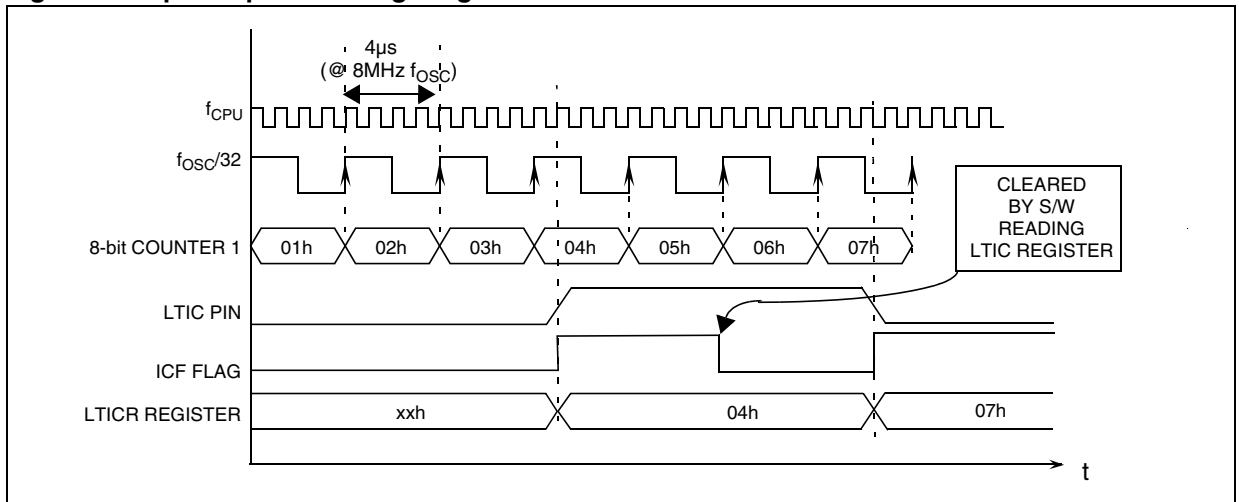 4µs
(@ 8MHz fOSC)
fCPU
fOSC/32
CLEARED
BY S/W
READING
LTIC REGISTER
8-bit COUNTER 1
01h
02h
03h
04h
05h
06h
07h
LTIC PIN
ICF FLAG
LTICR REGISTER
xxh
04h
07h
t